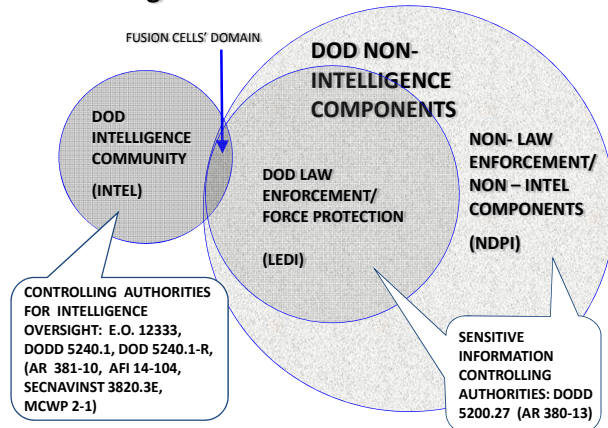 FUSION CELLS' DOMAIN
DOD NON-
INTELLIGENCE
COMPONENTS
DOD
INTELLIGENCE
COMMUNITY
(INTEL)
DOD LAW
ENFORCEMENT/
FORCE PROTECTION
(LEDI)
NON- LAW
ENFORCEMENT/
NON – INTEL
COMPONENTS
(NDPI)
CONTROLLING AUTHORITIES
FOR INTELLIGENCE
OVERSIGHT: E.O. 12333,
DODD 5240.1, DOD 5240.1-R,
(AR 381-10, AFI 14-104,
SECNAVINST 3820.3E,
MCWP 2-1)
SENSITIVE
INFORMATION
CONTROLLING
AUTHORITIES: DODD
5200.27 (AR 380-13)